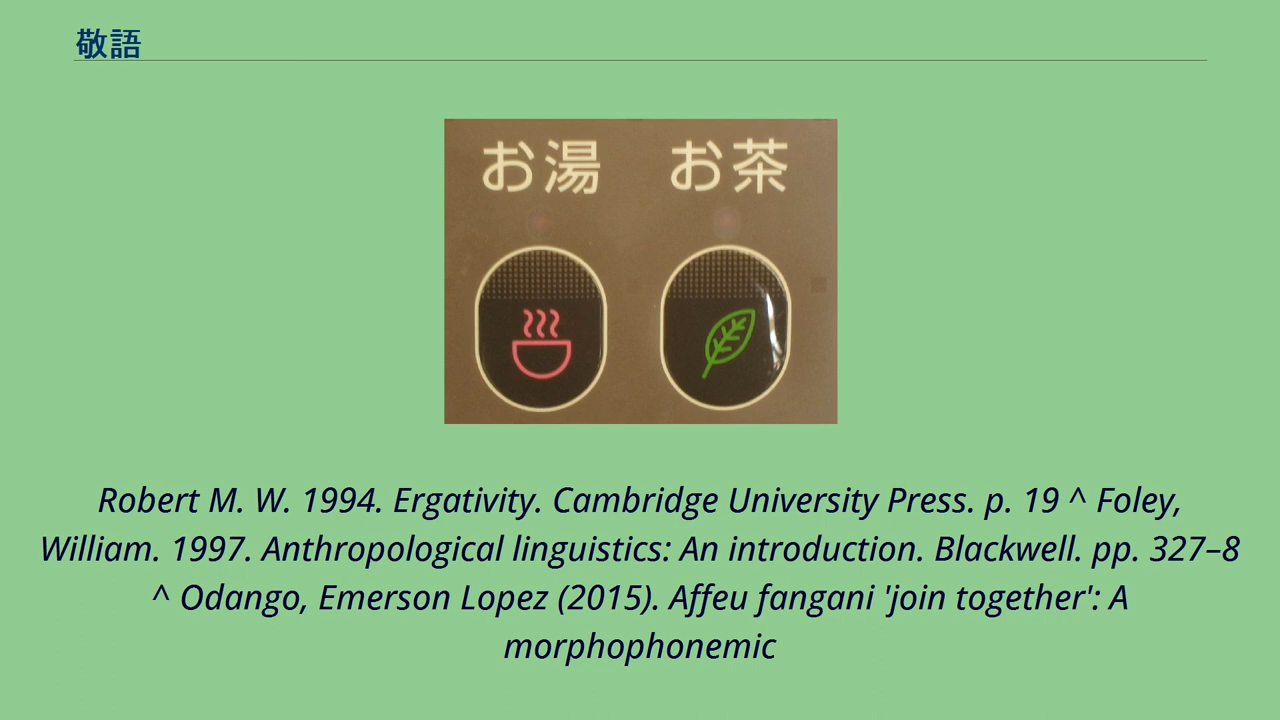 敬語
お湯 お茶
Robert M. W. 1994. Ergativity. Cambridge University Press. p. 19 ^ Foley,
William. 1997. Anthropological linguistics: An introduction. Blackwell. pp. 327–8
^ Odango, Emerson Lopez (2015). Affeu fangani 'join together': A
morphophonemic